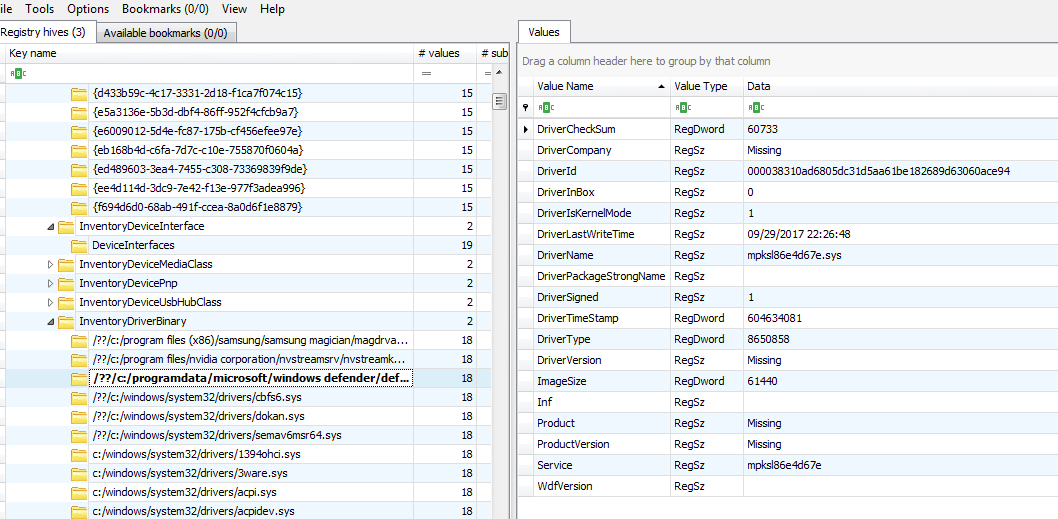 ile Tools Options Bookmarks (0/0) View Help
Registry hives (3) Available bookmarks (0/0)
Key name # values # sub
ABC = =
{d433b59c-4c17-3331-2d18-f1ca7f074c15} 15
{e5a3136e-5b3d-dbf4-86ff-952f4cfcb9a7} 15
{e6009012-5d4e-fc87-175b-cf456efee97e} 15
{eb168b4d-c6fa-7d7c-c10e-755870f0604a} 15
{ed489603-3ea4-7455-c308-73369839f9de} 15
{ee4d114d-3dc9-7e42-f13e-977f3adea996} 15
{f694d6d0-68ab-491f-ccea-8a0d6f1e8879} 15
InventoryDeviceInterface 2
DeviceInterfaces 19
InventoryDeviceMediaClass 2
InventoryDevicePnp 2
InventoryDeviceUsbHubClass 2
InventoryDriverBinary 2
/??/c:/program files (x86)/samsung/samsung magician/magdrva... 18
/??/c:/program files/nvidia corporation/nvstreamsrv/nvstreamk... 18
/??/c:/programdata/microsoft/windows defender/def... 18
/??/c:/windows/system32/drivers/cbfs6.sys 18
/??/c:/windows/system32/drivers/dokan.sys 18
/??/c:/windows/system32/drivers/semav6msr64.sys 18
c:/windows/system32/drivers/1394ohci.sys 18
c:/windows/system32/drivers/3ware.sys 18
c:/windows/system32/drivers/acpi.sys 18
c:/windows/system32/drivers/acpidev.sys 18
Values
Drag a column header here to group by that column
Value Name Value Type Data
ABC ABC ABC
DriverCheckSum RegDword 60733
DriverCompany RegSz Missing
DriverId RegSz 000038310ad6805dc31d5aa61be182689d63060ace94
DriverInBox RegSz 0
DriverIsKernelMode RegSz 1
DriverLastWriteTime RegSz 09/29/2017 22:26:48
DriverName RegSz mpksl86e4d67e.sys
DriverPackageStrongName RegSz
DriverSigned RegSz 1
DriverTimeStamp RegDword 604634081
DriverType RegDword 8650858
DriverVersion RegSz Missing
ImageSize RegDword 61440
Inf RegSz
Product RegSz Missing
ProductVersion RegSz Missing
Service RegSz mpksl86e4d67e
WdfVersion RegSz